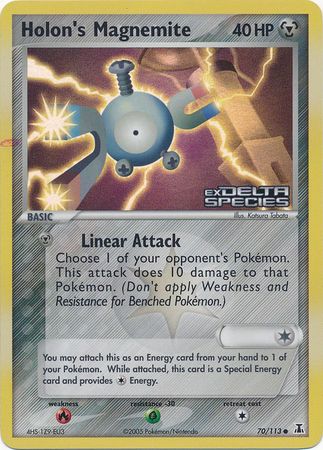 Holon's Magnemite 40 HP
EX DELTA
SPECIES
BASIC
Illus. Katsura Tabata
Linear Attack
Choose 1 of your opponent's Pokémon.
This attack does 10 damage to that
Pokémon. (Don't apply Weakness and
Resistance for Benched Pokémon.)
You may attach this as an Energy card from your hand to 1
of your Pokémon. While attached, this card is a Special Energy
card and provides Energy.
weakness resistance -30 retreat cost
4HS-1Z9-EU3 ©2005 Pokémon/Nintendo 70/113